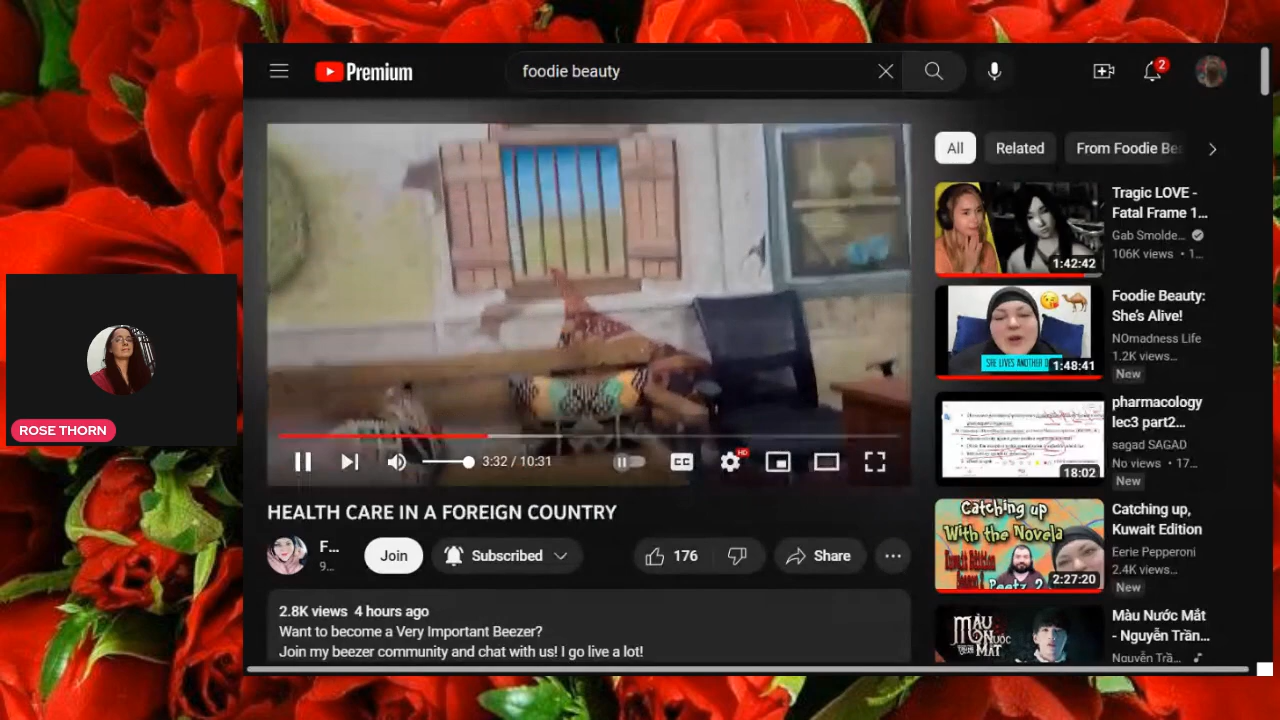 Premium
foodie beauty
2
All
Related
From Foodie Bea
Tragic LOVE -
Fatal Frame 1...
Gab Smolde...
106K views • 1...
1:42:42
Foodie Beauty:
She's Alive!
NOmadness Life
1.2K views...
New
SHE LIVES ANOTHER D
1:48:41
pharmacology
lec3 part2...
sagad SAGAD
No views • 17...
New
18:02
Catching up
With the Novela
Kuwait Edition
2:27:20
Catching up,
Kuwait Edition
Eerie Pepperoni
2.4K views...
New
MÀU
NƯỚC
MẮT
Màu Nước Mắt
- Nguyễn Trần...
Nguyễn Trầ...
ROSE THORN
3:32 / 10:31
CC
HD
HEALTH CARE IN A FOREIGN COUNTRY
F...
9...
Join
Subscribed
176
Share
2.8K views 4 hours ago
Want to become a Very Important Beezer?
Join my beezer community and chat with us! I go live a lot!